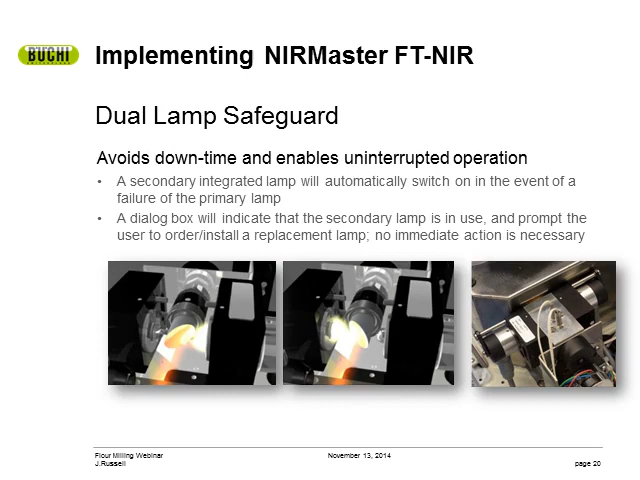 BUCHI
Implementing NIRMaster FT-NIR
Dual Lamp Safeguard
Avoids down-time and enables uninterrupted operation
• A secondary integrated lamp will automatically switch on in the event of a
failure of the primary lamp
• A dialog box will indicate that the secondary lamp is in use, and prompt the
user to order/install a replacement lamp; no immediate action is necessary
Flour Milling Webinar
November 13, 2014
J.Russell
page 20